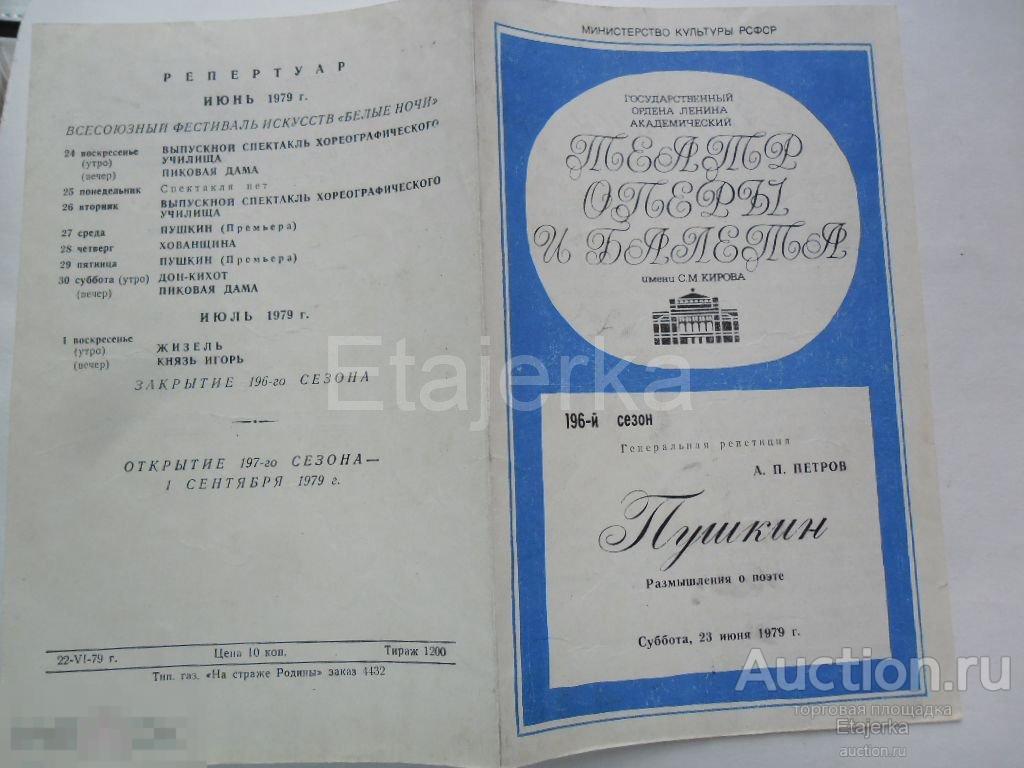 РЕПЕРТУАР
ИЮНЬ 1979 г.
ВСЕСОЮЗНЫЙ ФЕСТИВАЛЬ ИСКУССТВ «БЕЛЫЕ НОЧИ»
24 воскресенье ВЫПУСКНОЙ СПЕКТАКЛЬ ХОРЕОГРАФИЧЕСКОГО
(утро) УЧИЛИЩА
(вечер) ПИКОВАЯ ДАМА
25 понедельник Спектакля нет
26 вторник ВЫПУСКНОЙ СПЕКТАКЛЬ ХОРЕОГРАФИЧЕСКОГО
УЧИЛИЩА
27 среда ПУШКИН (Премьера)
28 четверг ХОВАНЩИНА
29 пятница ПУШКИН (Премьера)
30 суббота (утро) ДОН-КИХОТ
(вечер) ПИКОВАЯ ДАМА
ИЮЛЬ 1979 г.
1 воскресенье
(утро) ЖИЗЕЛЬ
(вечер) КНЯЗЬ ИГОРЬ
ЗАКРЫТИЕ 196-го СЕЗОНА
ОТКРЫТИЕ 197-го СЕЗОНА—
1 СЕНТЯБРЯ 1979 г.
22-VI-79 г. Цена 10 коп. Тираж 1200
Тип. газ. «На страже Родины» заказ 4432
МИНИСТЕРСТВО КУЛЬТУРЫ РСФСР
ГОСУДАРСТВЕННЫЙ
ОРДЕНА ЛЕНИНА
АКАДЕМИЧЕСКИЙ
ТЕАТР
ОПЕРЫ
И БАЛЕТА
ИМЕНИ С.М.КИРОВА
196-й сезон
Генеральная репетиция
А. П. ПЕТРОВ
Пушкин
Размышления о поэте
Суббота, 23 июня 1979 г.
Etajerka
Auction.ru
торговая площадка
Etajerka
auction.ru